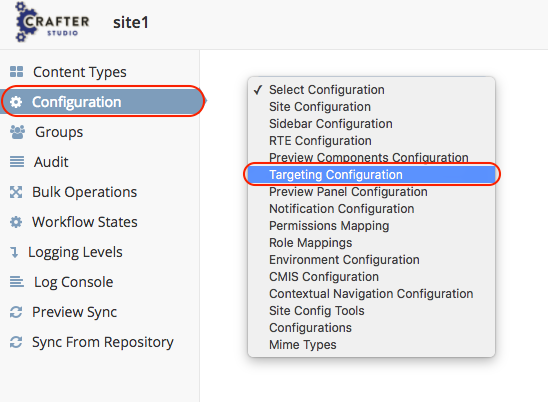 CRAFTER
STUDIO
site1
Content Types
Configuration
Groups
Audit
Bulk Operations
Workflow States
Logging Levels
Log Console
Preview Sync
Sync From Repository
✓ Select Configuration
Site Configuration
Sidebar Configuration
RTE Configuration
Preview Components Configuration
Targeting Configuration
Preview Panel Configuration
Notification Configuration
Permissions Mapping
Role Mappings
Environment Configuration
CMIS Configuration
Contextual Navigation Configuration
Site Config Tools
Configurations
Mime Types